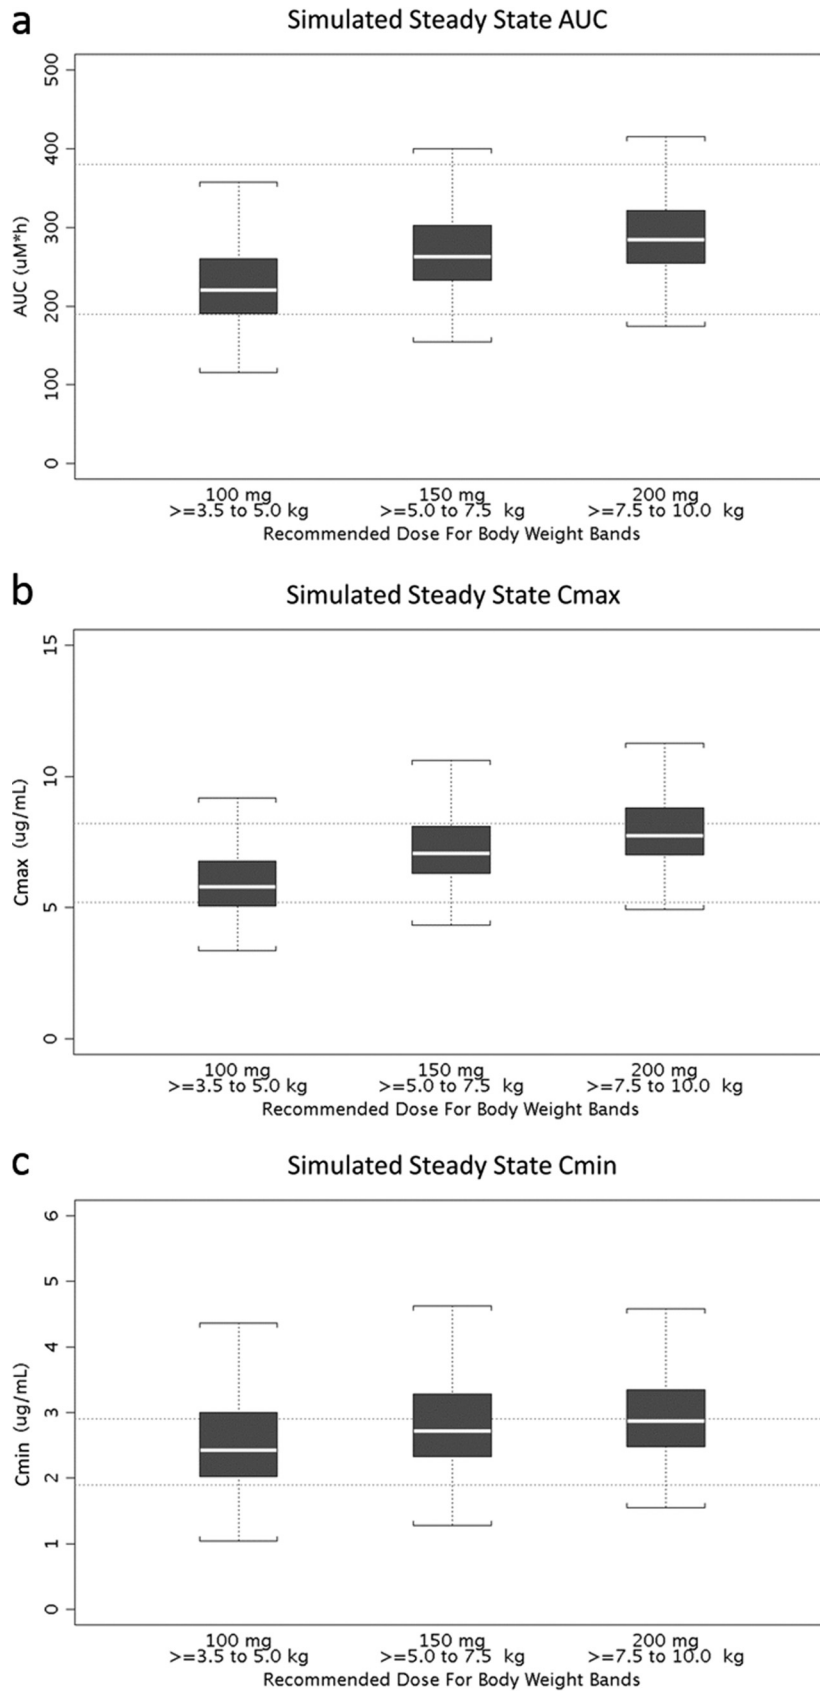 a
Simulated Steady State AUC
500
400
300
200
100
0
AUC (uM*h)
100 mg 150 mg 200 mg
>=3.5 to 5.0 kg >=5.0 to 7.5 kg >=7.5 to 10.0 kg
Recommended Dose For Body Weight Bands
b
Simulated Steady State Cmax
15
10
5
0
Cmax (ug/mL)
100 mg 150 mg 200 mg
>=3.5 to 5.0 kg >=5.0 to 7.5 kg >=7.5 to 10.0 kg
Recommended Dose For Body Weight Bands
c
Simulated Steady State Cmin
6
5
4
3
2
1
0
Cmin (ug/mL)
100 mg 150 mg 200 mg
>=3.5 to 5.0 kg >=5.0 to 7.5 kg >=7.5 to 10.0 kg
Recommended Dose For Body Weight Bands